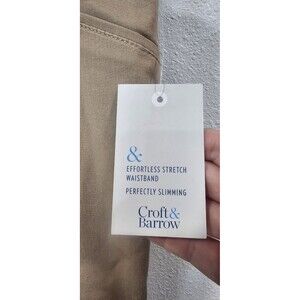 &
EFFORTLESS STRETCH
WAISTBAND
PERFECTLY SLIMMING
Croft&
Barrow